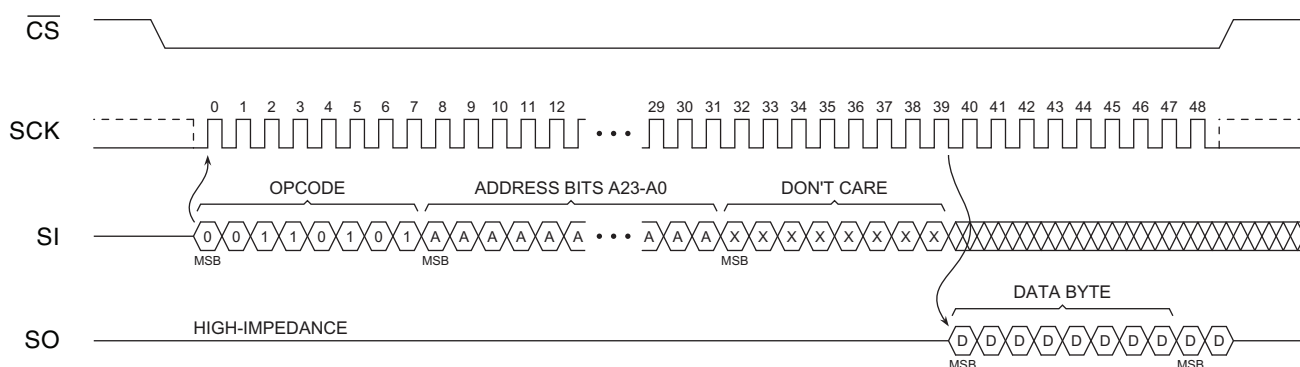 CS
0 1 2 3 4 5 6 7 8 9 10 11 12 29 30 31 32 33 34 35 36 37 38 39 40 41 42 43 44 45 46 47 48
SCK
OPCODE ADDRESS BITS A23-A0 DON'T CARE
SI 0 0 1 1 0 1 0 1 A A A A A A A A A X X X X X X X X
MSB MSB MSB
DATA BYTE
HIGH-IMPEDANCE
SO D D D D D D D D D D
MSB MSB